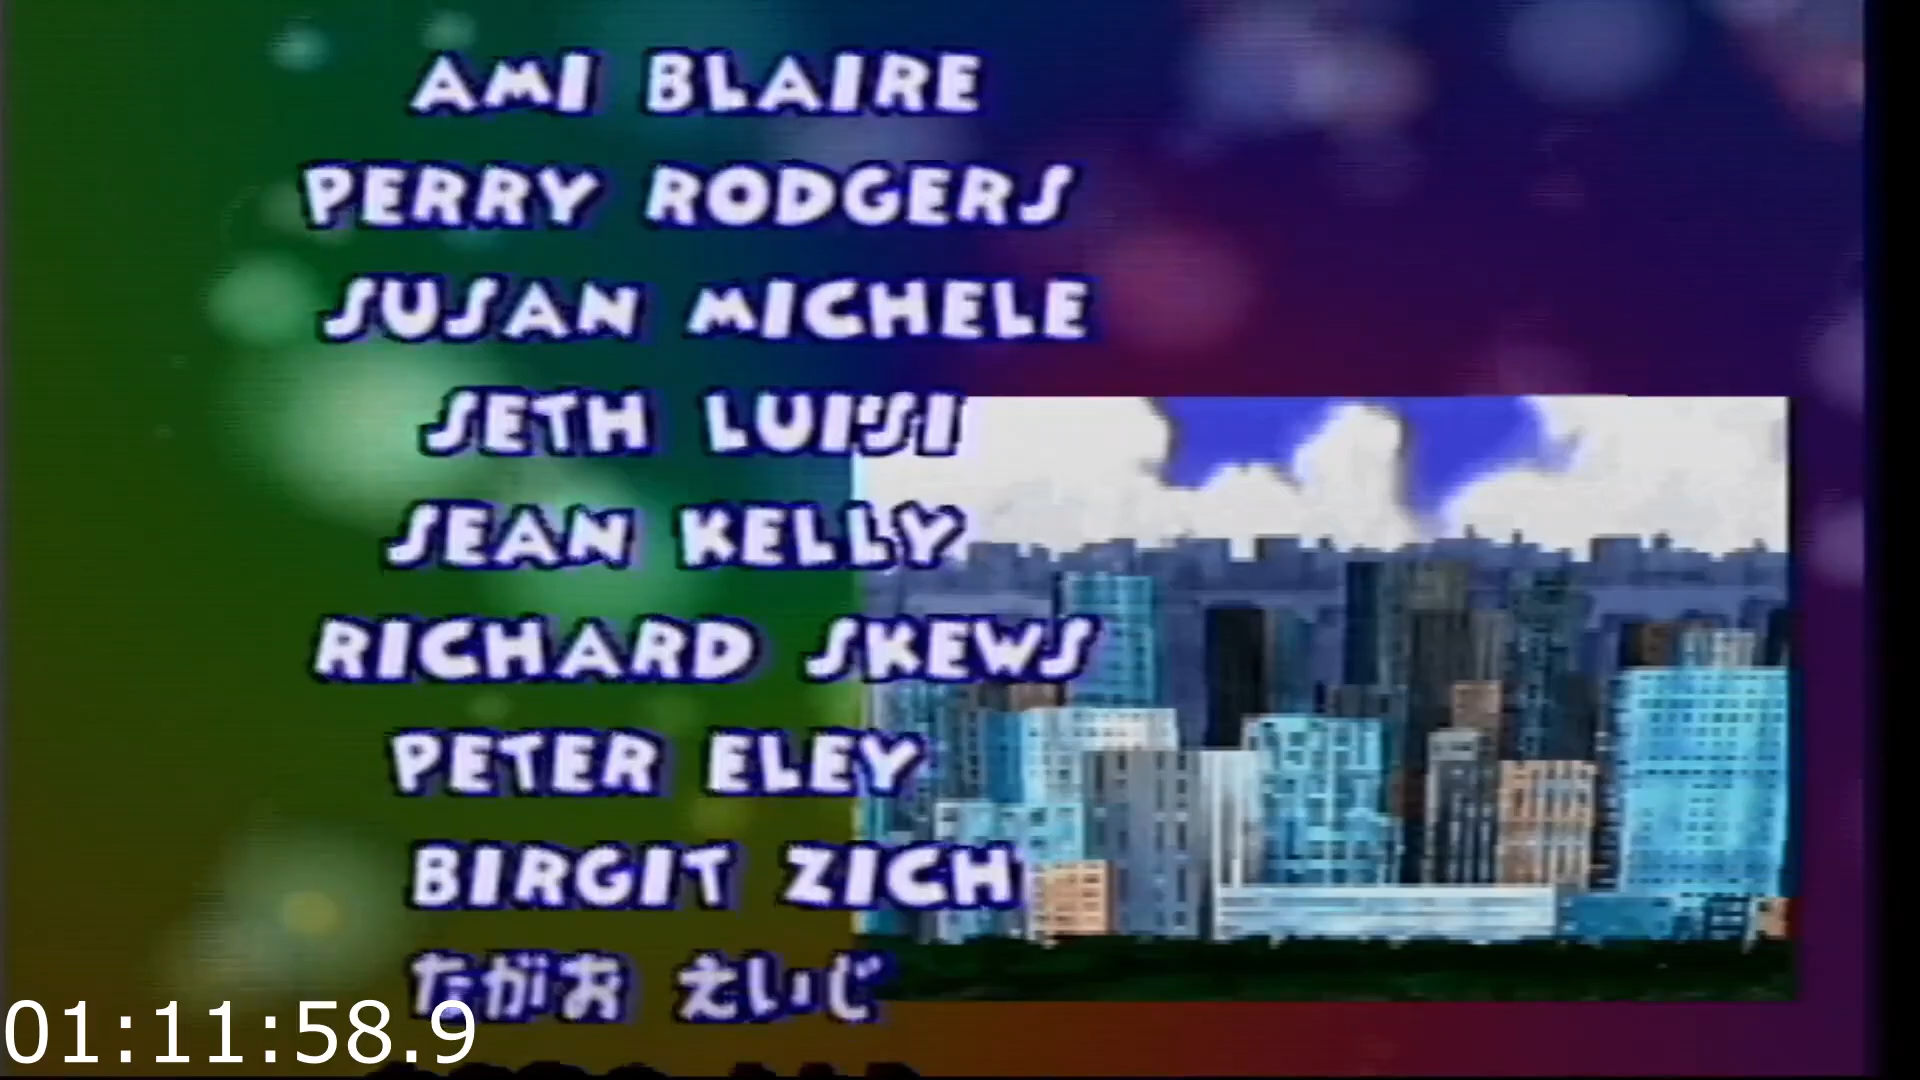 AMI BLAIRE
PERRY RODGERS
SUSAN MICHELE
SETH LUISI
SEAN KELLY
RICHARD SKEWS
PETER ELEY
BIRGIT ZICH
たがお えいじ
01:11:58.9